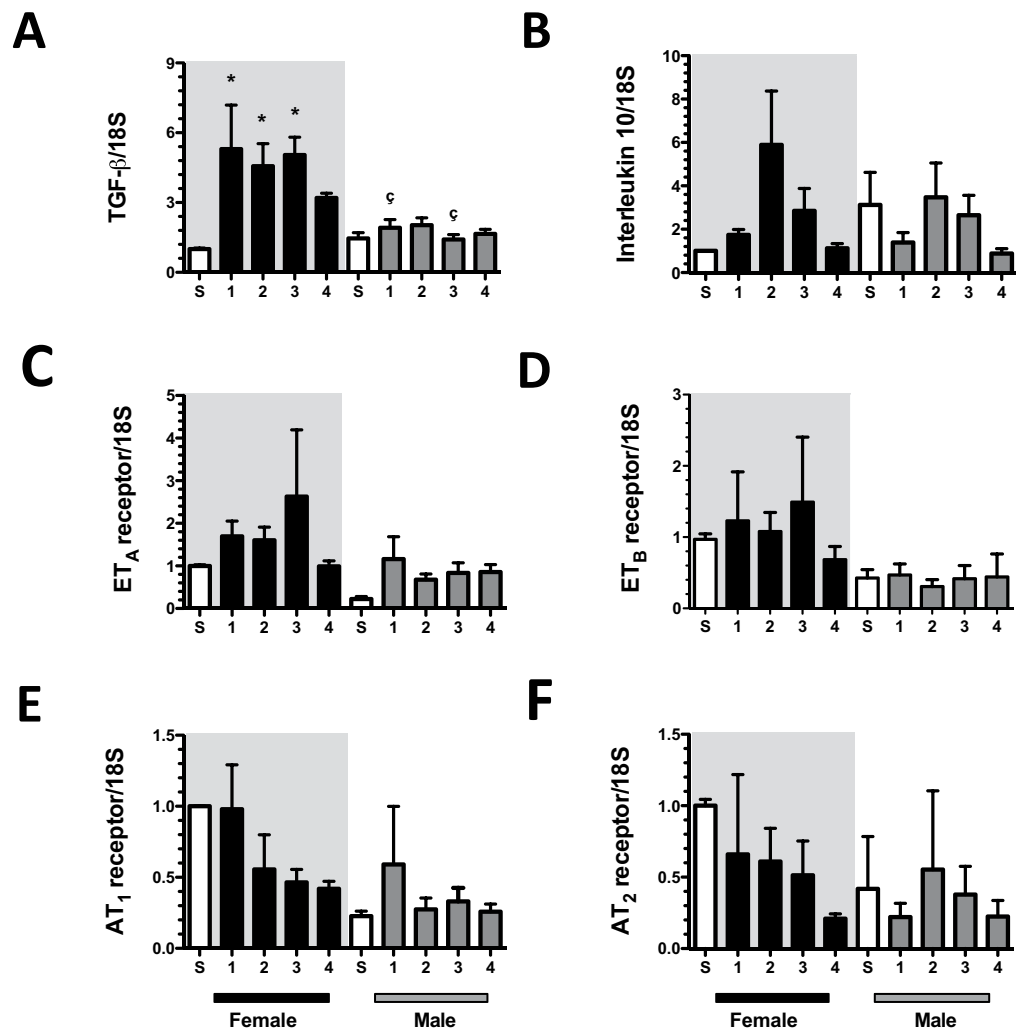 A
TGF-β/18S
9
6
3
0
* * *
ç ç
S 1 2 3 4 S 1 2 3 4
B
Interleukin 10/18S
10
8
6
4
2
0
S 1 2 3 4 S 1 2 3 4
C
ET_A receptor/18S
5
4
3
2
1
0
S 1 2 3 4 S 1 2 3 4
D
ET_B receptor/18S
3
2
1
0
S 1 2 3 4 S 1 2 3 4
E
AT₁ receptor/18S
1.5
1.0
0.5
0.0
S 1 2 3 4 S 1 2 3 4
Female Male
F
AT₂ receptor/18S
1.5
1.0
0.5
0.0
S 1 2 3 4 S 1 2 3 4
Female Male